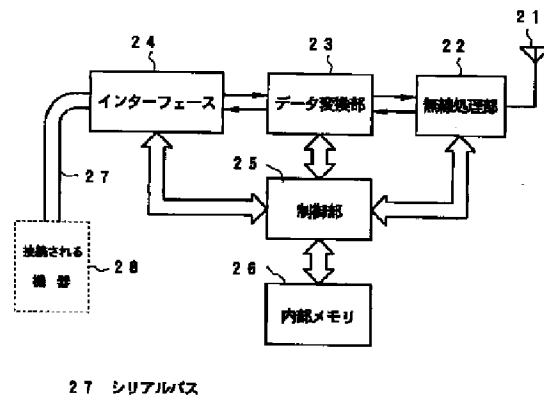 21
24
23
22
インターフェース
データ変換部
無線処理部
25
27
制御部
接続される
機器
28
26
内部メモリ
27 シリアルバス